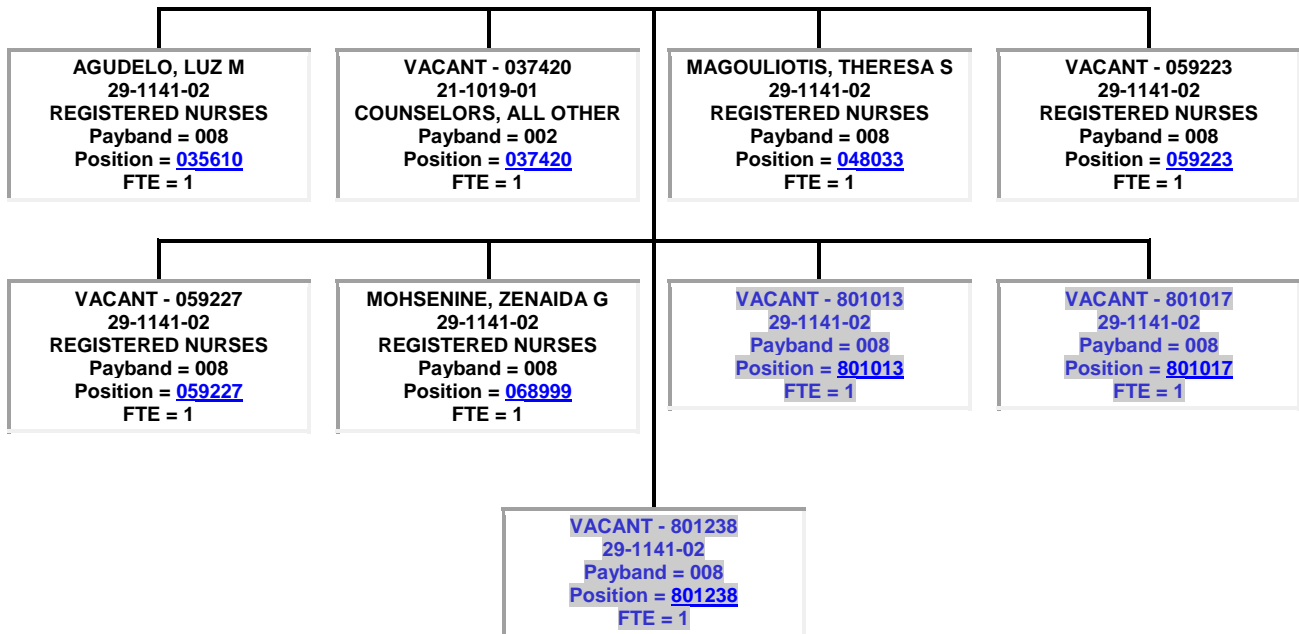 AGUDELO, LUZ M
29-1141-02
REGISTERED NURSES
Payband = 008
Position = 035610
FTE = 1
VACANT - 037420
21-1019-01
COUNSELORS, ALL OTHER
Payband = 002
Position = 037420
FTE = 1
MAGOULIOTIS, THERESA S
29-1141-02
REGISTERED NURSES
Payband = 008
Position = 048033
FTE = 1
VACANT - 059223
29-1141-02
REGISTERED NURSES
Payband = 008
Position = 059223
FTE = 1
VACANT - 059227
29-1141-02
REGISTERED NURSES
Payband = 008
Position = 059227
FTE = 1
MOHSENINE, ZENAIDA G
29-1141-02
REGISTERED NURSES
Payband = 008
Position = 068999
FTE = 1
VACANT - 801013
29-1141-02
Payband = 008
Position = 801013
FTE = 1
VACANT - 801017
29-1141-02
Payband = 008
Position = 801017
FTE = 1
VACANT - 801238
29-1141-02
Payband = 008
Position = 801238
FTE = 1